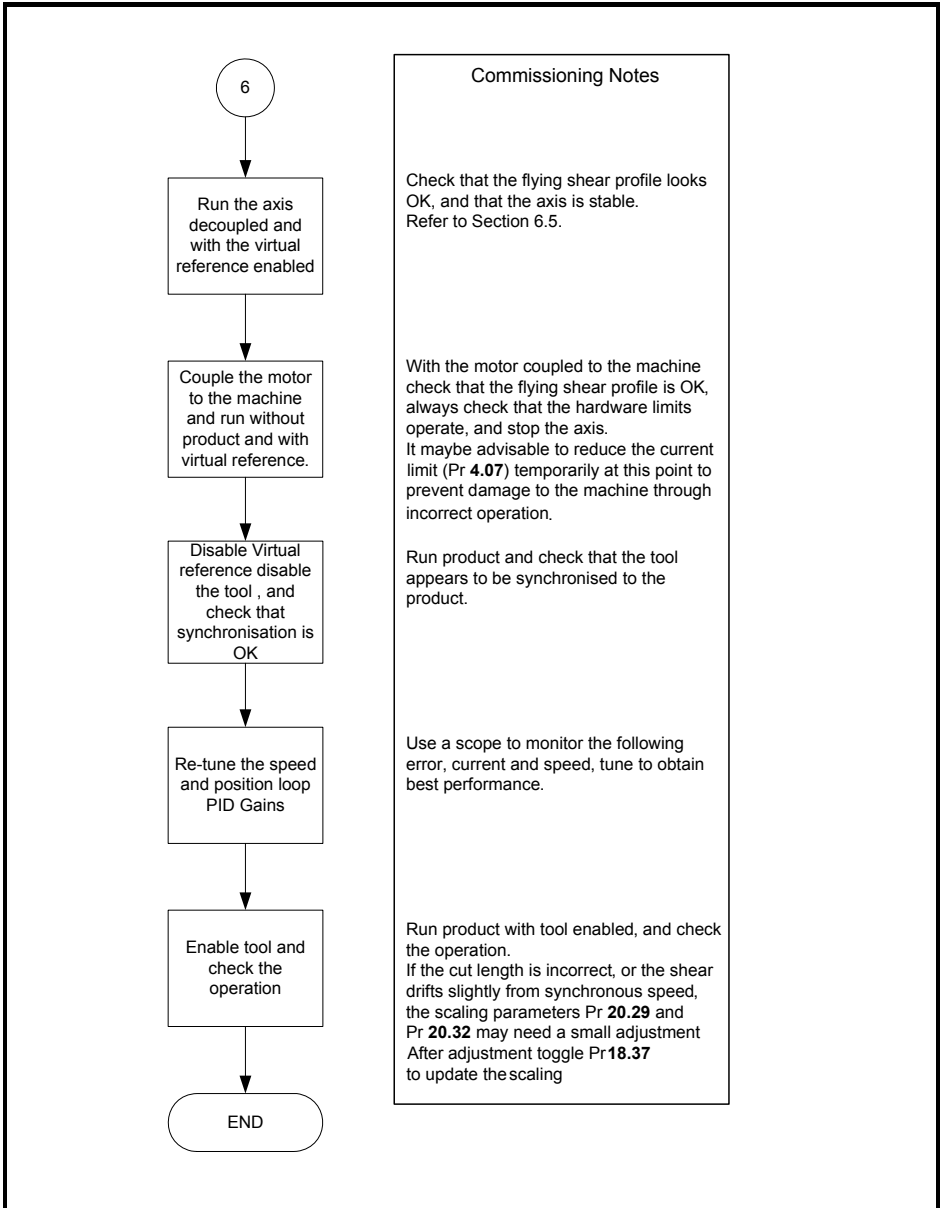 6
Run the axis
decoupled and
with the virtual
reference enabled
Couple the motor
to the machine
and run without
product and with
virtual reference.
Disable Virtual
reference disable
the tool , and
check that
synchronisation is
OK
Re-tune the speed
and position loop
PID Gains
Enable tool and
check the
operation
END
Commissioning Notes
Check that the flying shear profile looks
OK, and that the axis is stable.
Refer to Section 6.5.
With the motor coupled to the machine
check that the flying shear profile is OK,
always check that the hardware limits
operate, and stop the axis.
It maybe advisable to reduce the current
limit (Pr 4.07) temporarily at this point to
prevent damage to the machine through
incorrect operation.
Run product and check that the tool
appears to be synchronised to the
product.
Use a scope to monitor the following
error, current and speed, tune to obtain
best performance.
Run product with tool enabled, and check
the operation.
If the cut length is incorrect, or the shear
drifts slightly from synchronous speed,
the scaling parameters Pr 20.29 and
Pr 20.32 may need a small adjustment
After adjustment toggle Pr18.37
to update the scaling